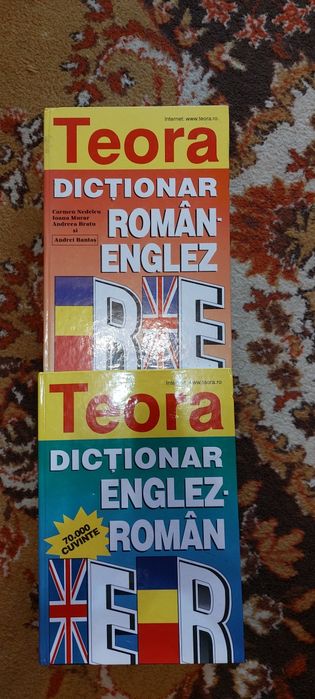 Internet: www.teora.ro
Teora
DICȚIONAR
Carmen Nedelcu
Ioana Murar
Andreea Bratu
și
Andrei Bantaș
ROMÂN-
ENGLEZ
R E
Internet: www.teora.ro
Teora
DICȚIONAR
ENGLEZ-
ROMÂN
70.000
CUVINTE
E R